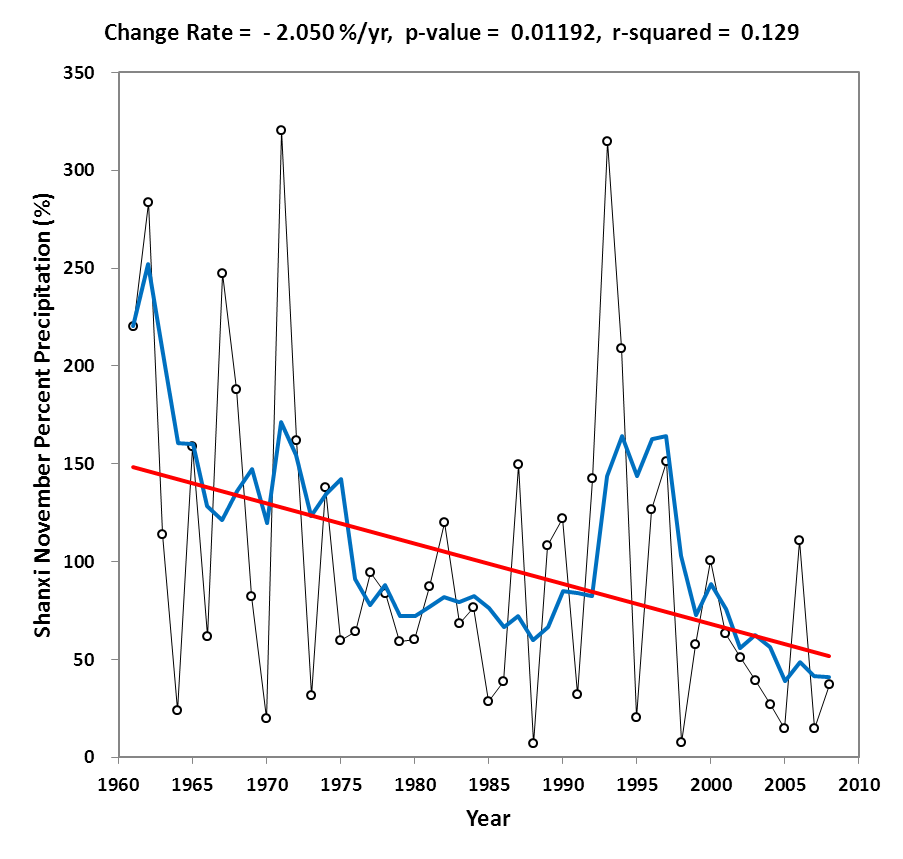 Change Rate = - 2.050 %/yr, p-value = 0.01192, r-squared = 0.129
350
300
250
200
150
100
50
0
Shanxi November Percent Precipitation (%)
1960 1965 1970 1975 1980 1985 1990 1995 2000 2005 2010
Year